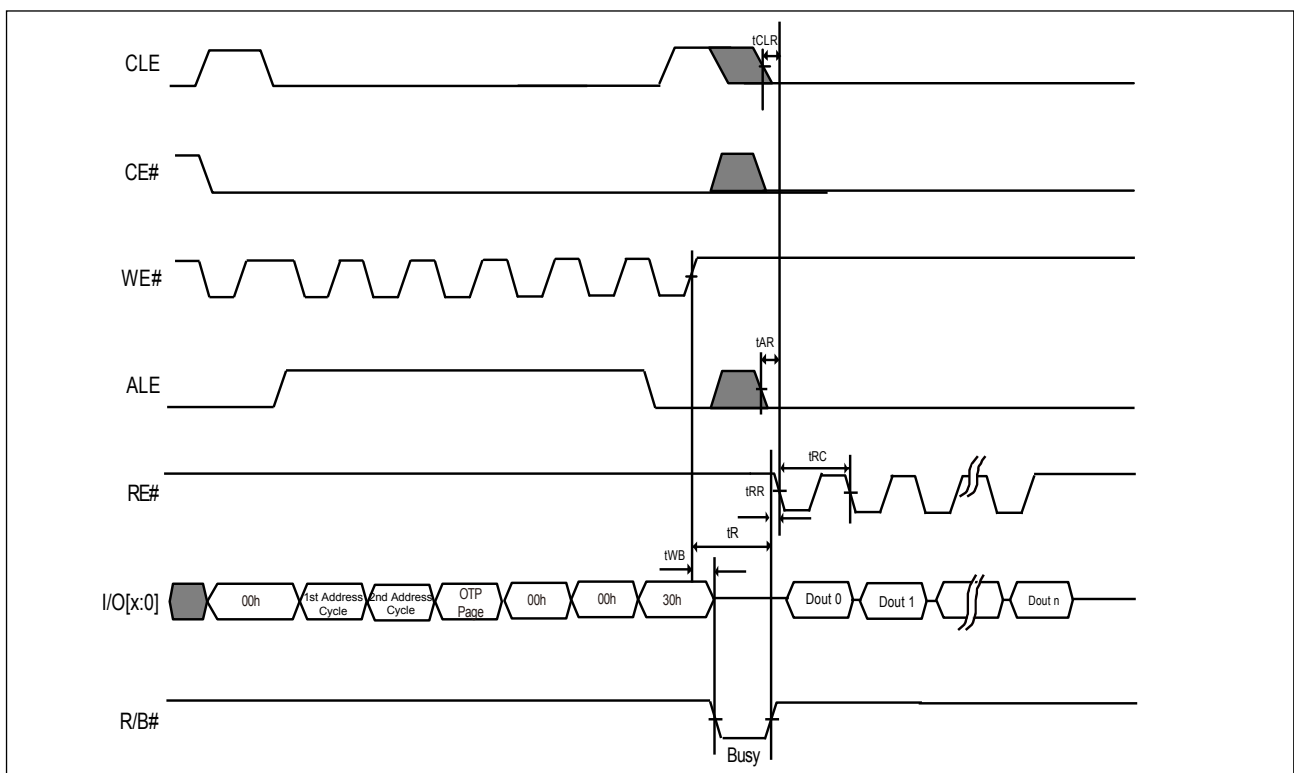 tCLR
CLE
CE#
WE#
tAR
ALE
tRC
RE#
tRR
tR
tWB
I/O[x:0]
00h
1st Address
Cycle
2nd Address
Cycle
OTP
Page
00h
00h
30h
Dout 0
Dout 1
Dout n
R/B#
Busy